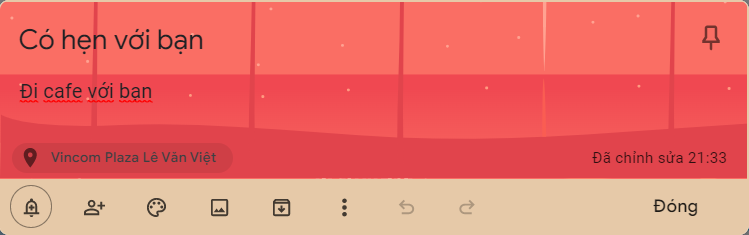 Có hẹn với bạn
Đi cafe với bạn
Vincom Plaza Lê Văn Việt
Đã chỉnh sửa 21:33
Đóng